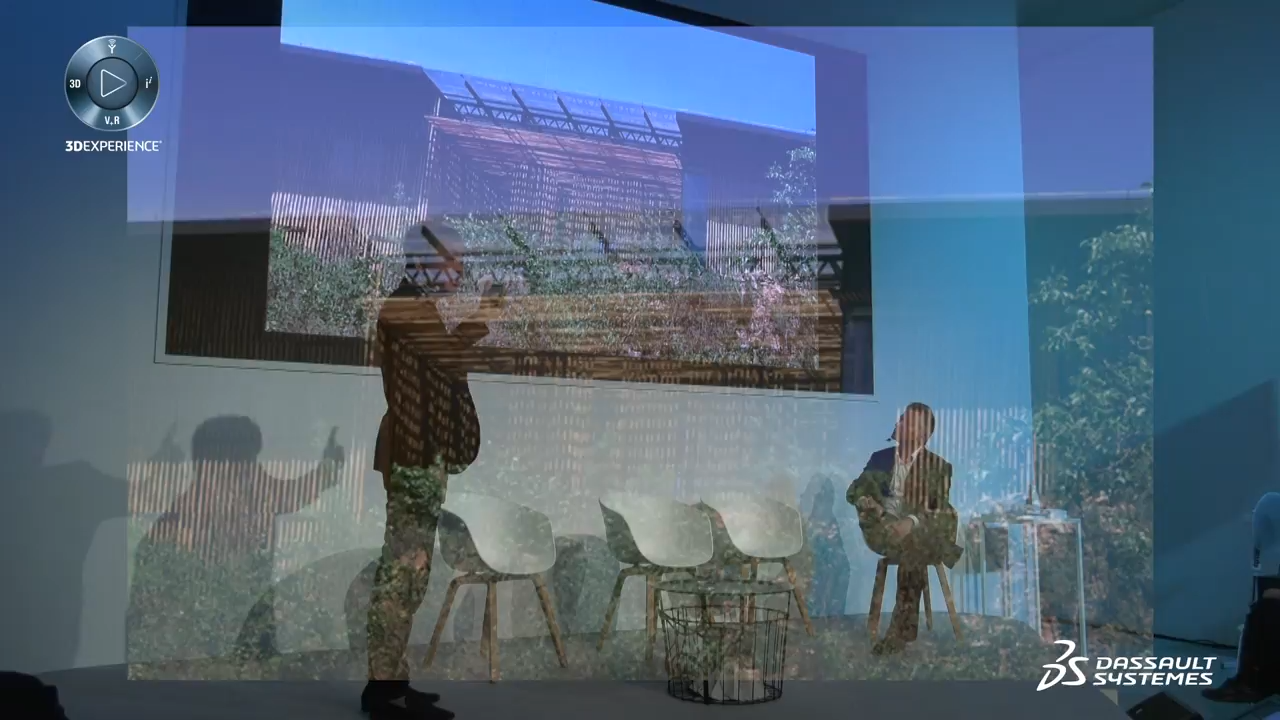 3D
i²
V.R
3DEXPERIENCE
DASSAULT
SYSTEMES